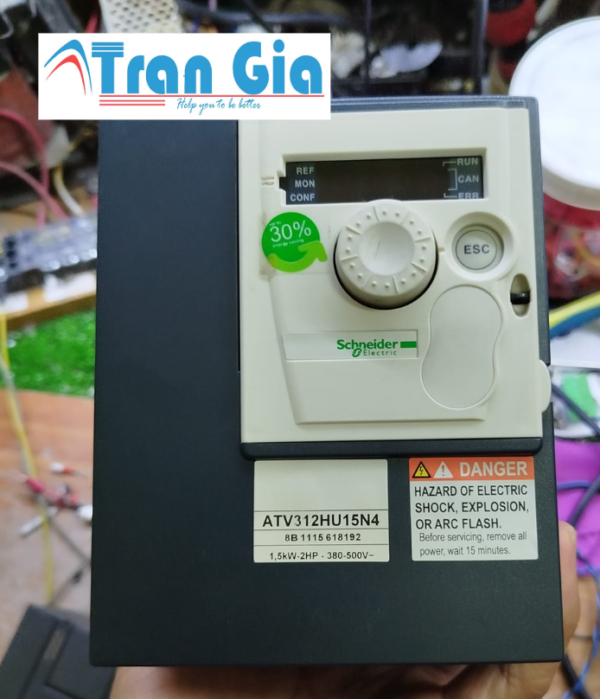 Tran Gia
Help you to be better
REF
MON
CONF
RUN
CAN
ERR
30%
ESC
Schneider
Electric
ATV312HU15N4
8B 1115 618192
1,5kW-2HP - 380-500V~
DANGER
HAZARD OF ELECTRIC
SHOCK, EXPLOSION,
OR ARC FLASH.
Before servicing, remove all
power, wait 15 minutes.